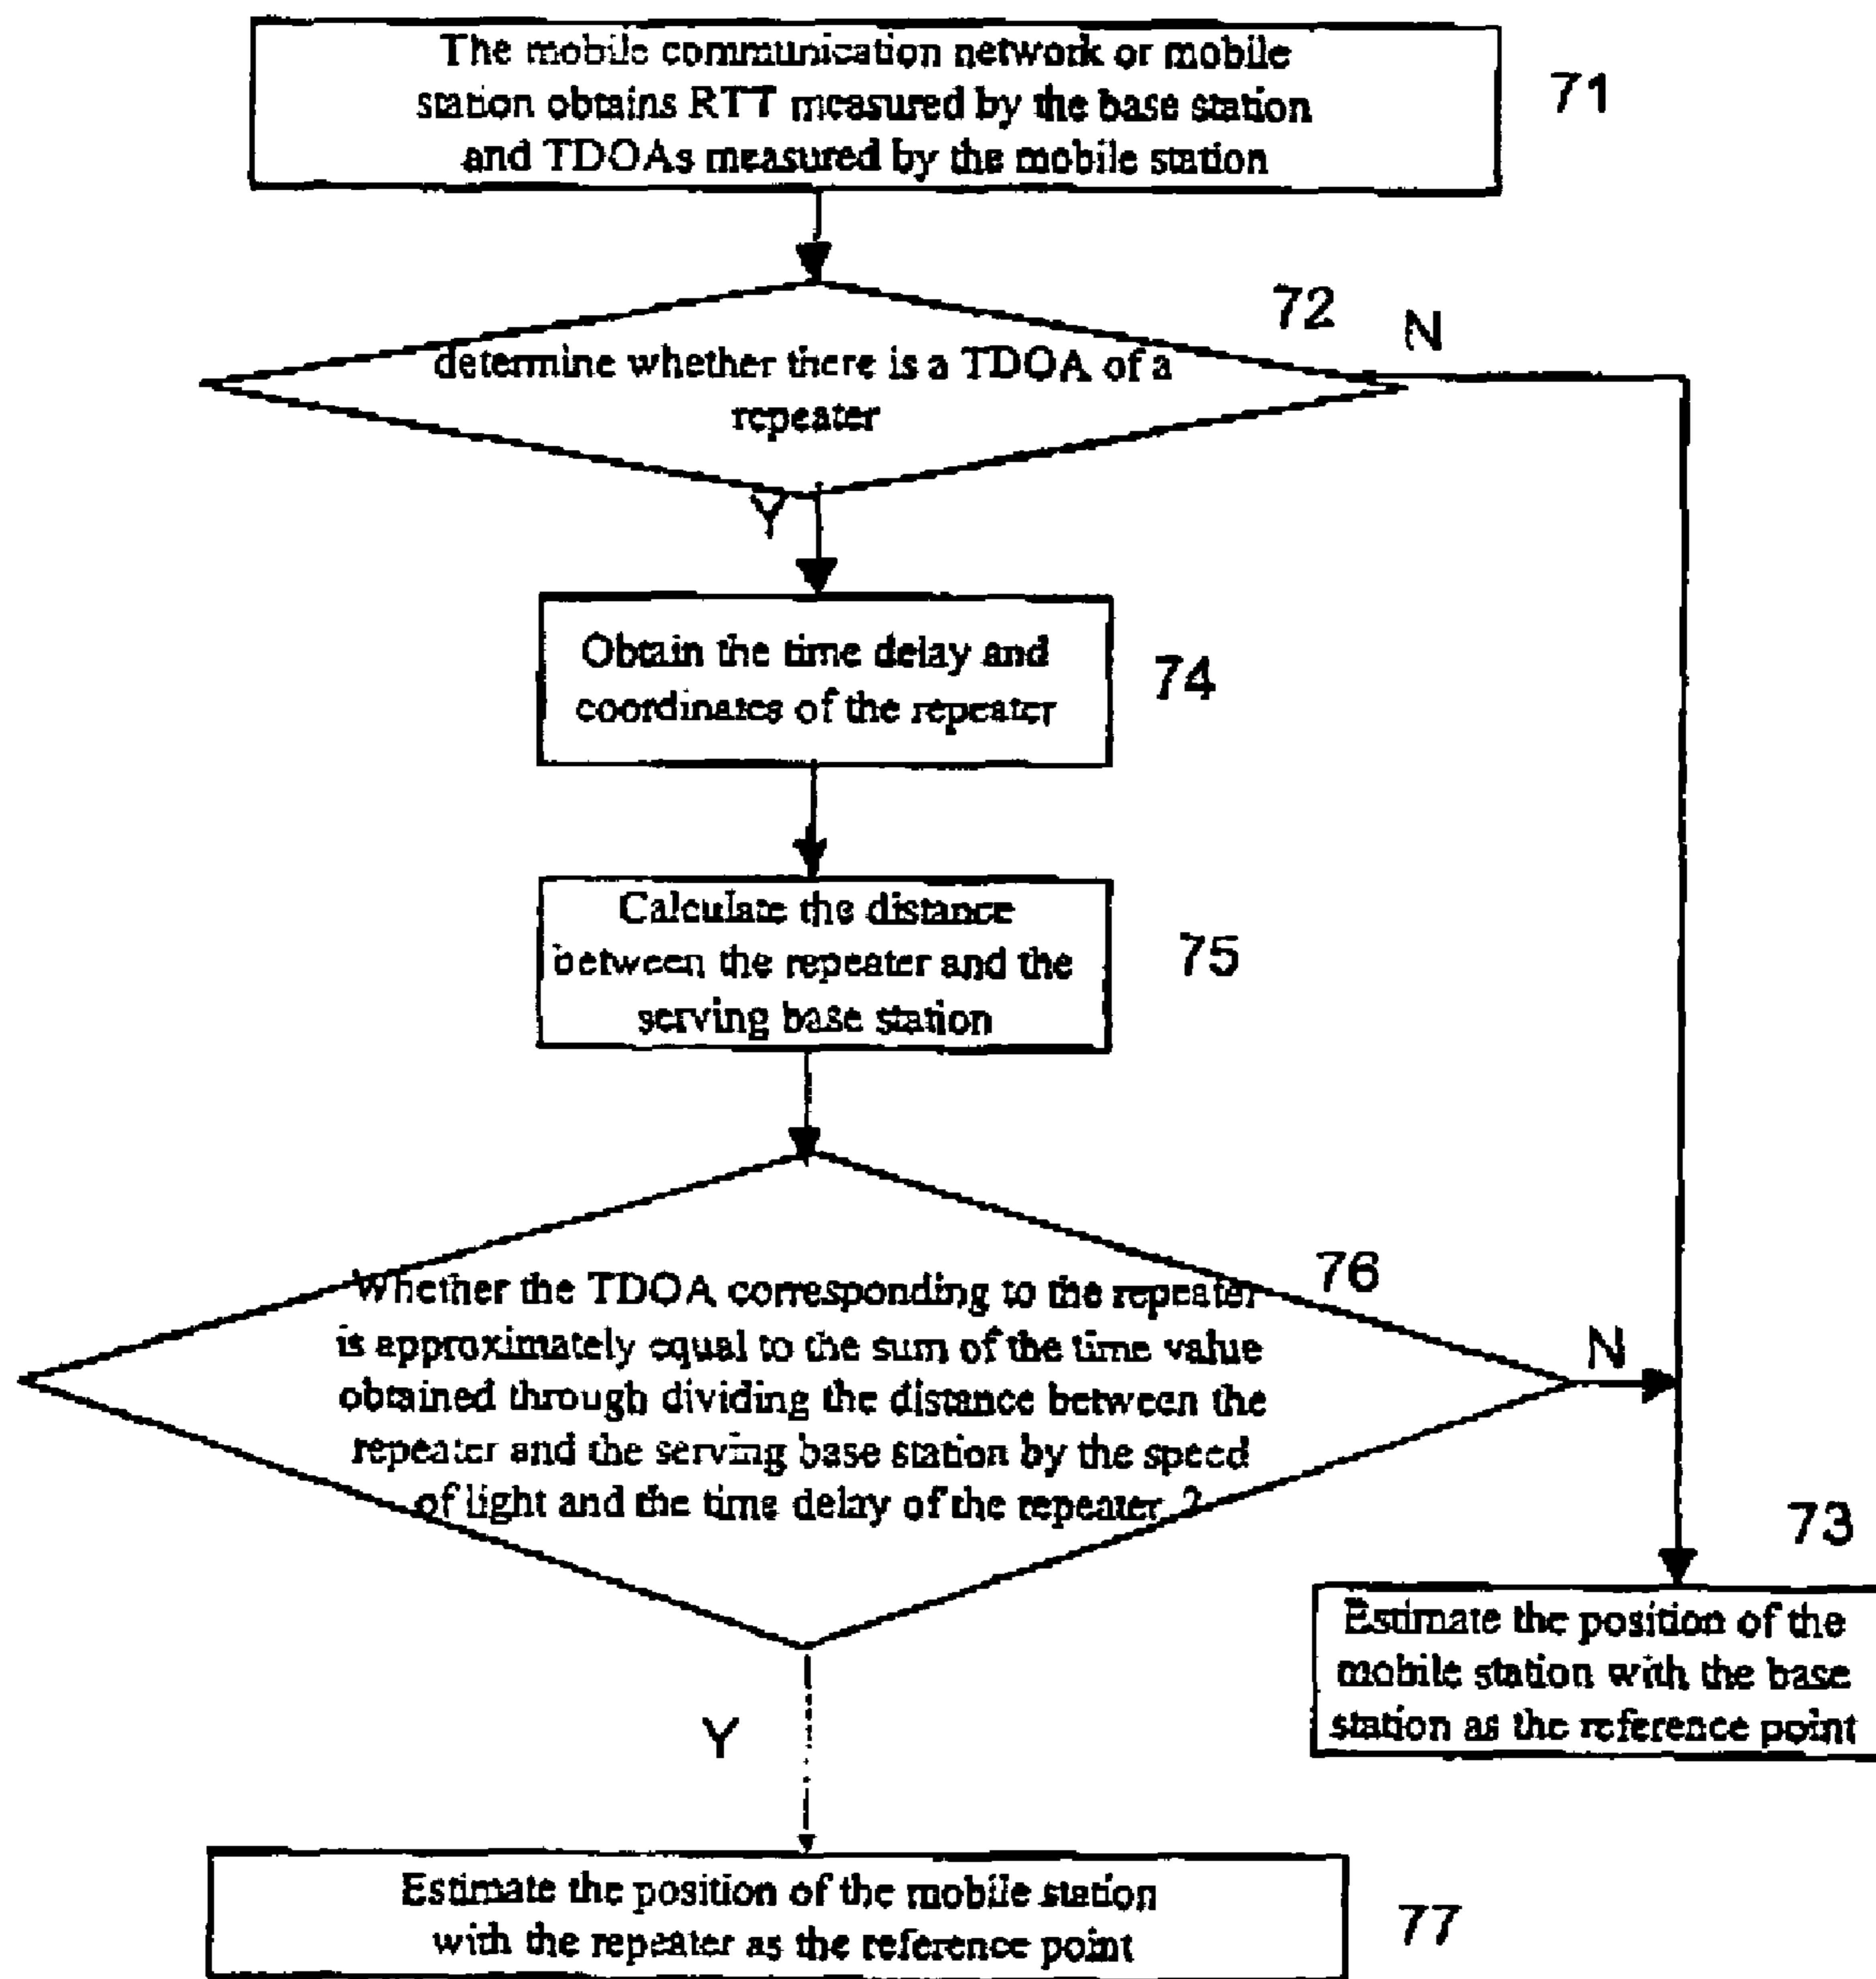 The mobile communication network or mobile
station obtains RTT measured by the base station
and TDOAs measured by the mobile station
71
72
N
determine whether there is a TDOA of a
repeater
Y
Obtain the time delay and
coordinates of the repeater
74
Calculate the distance
between the repeater and the
serving base station
75
76
Whether the TDOA corresponding to the repeater
is approximately equal to the sum of the time value
obtained through dividing the distance between the
repeater and the serving base station by the speed
of light and the time delay of the repeater ?
N
73
Estimate the position of the
mobile station with the base
station as the reference point
Y
Estimate the position of the mobile station
with the repeater as the reference point
77